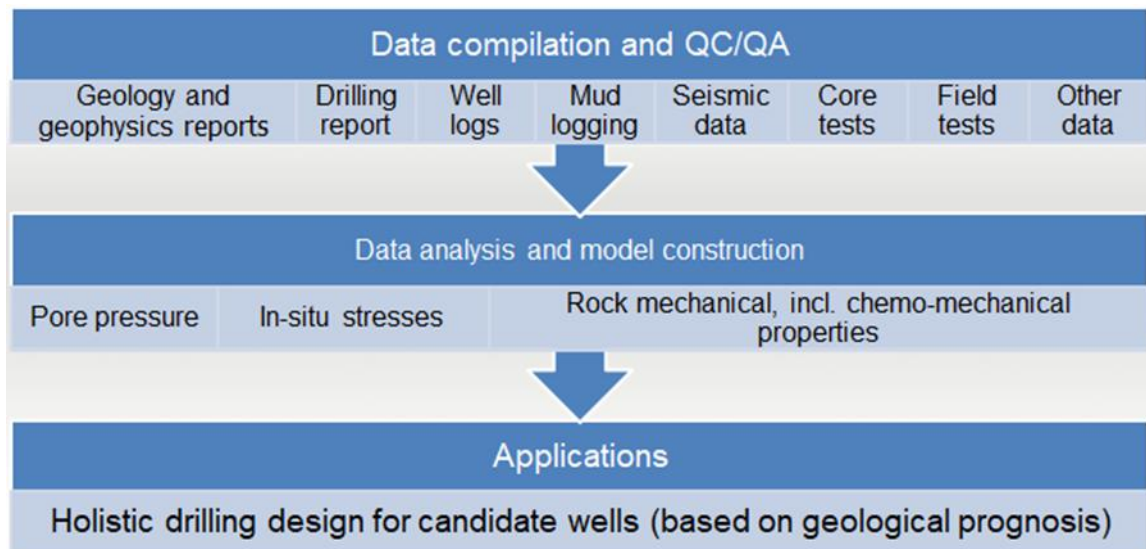 Data compilation and QC/QA
Geology and geophysics reports
Drilling report
Well logs
Mud logging
Seismic data
Core tests
Field tests
Other data
Data analysis and model construction
Pore pressure
In-situ stresses
Rock mechanical, incl. chemo-mechanical properties
Applications
Holistic drilling design for candidate wells (based on geological prognosis)